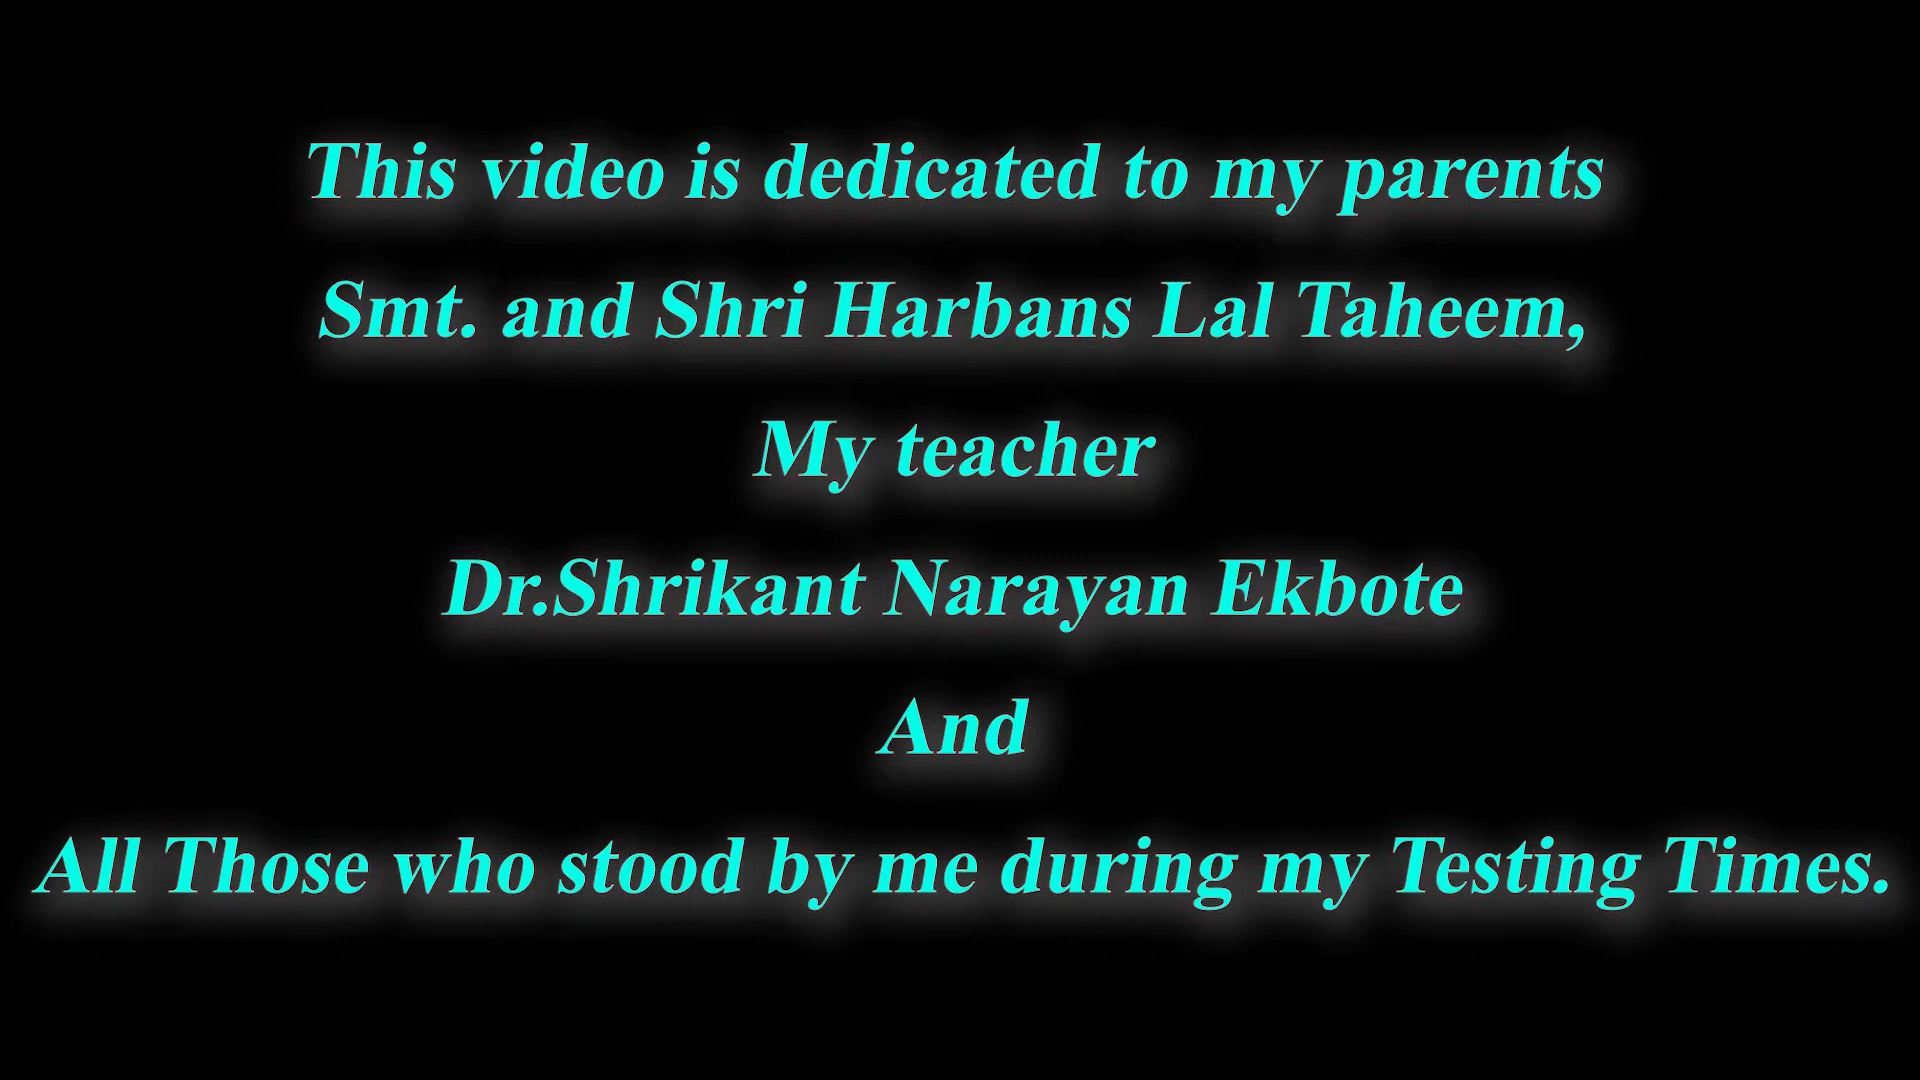 This video is dedicated to my parents
Smt. and Shri Harbans Lal Taheem,
My teacher
Dr.Shrikant Narayan Ekbote
And
All Those who stood by me during my Testing Times.